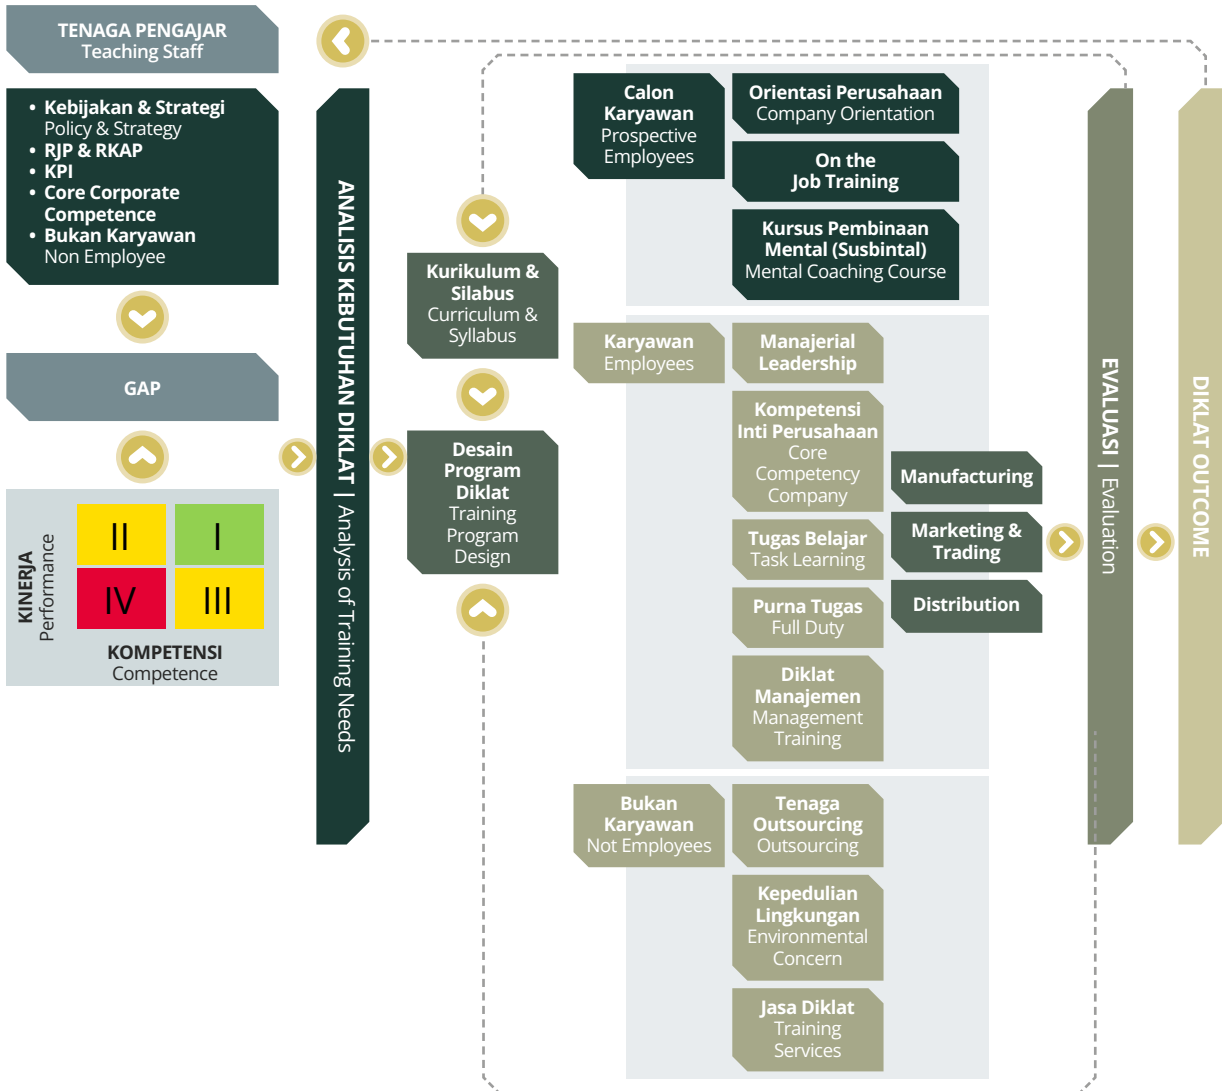 TENAGA PENGAJAR
Teaching Staff
• Kebijakan & Strategi
Policy & Strategy
• RJP & RKAP
• KPI
• Core Corporate
Competence
• Bukan Karyawan
Non Employee
GAP
II
I
IV
III
KINERJA
Performance
KOMPETENSI
Competence
ANALISIS KEBUTUHAN DIKLAT | Analysis of Training Needs
Kurikulum &
Silabus
Curriculum &
Syllabus
Desain
Program
Diklat
Training
Program
Design
Calon
Karyawan
Prospective
Employees
Orientasi Perusahaan
Company Orientation
On the
Job Training
Kursus Pembinaan
Mental (Susbintal)
Mental Coaching Course
Karyawan
Employees
Manajerial
Leadership
Kompetensi
Inti Perusahaan
Core
Competency
Company
Tugas Belajar
Task Learning
Purna Tugas
Full Duty
Diklat
Manajemen
Management
Training
Manufacturing
Marketing &
Trading
Distribution
Bukan
Karyawan
Not Employees
Tenaga
Outsourcing
Outsourcing
Kepedulian
Lingkungan
Environmental
Concern
Jasa Diklat
Training
Services
EVALUASI | Evaluation
DIKLAT OUTCOME